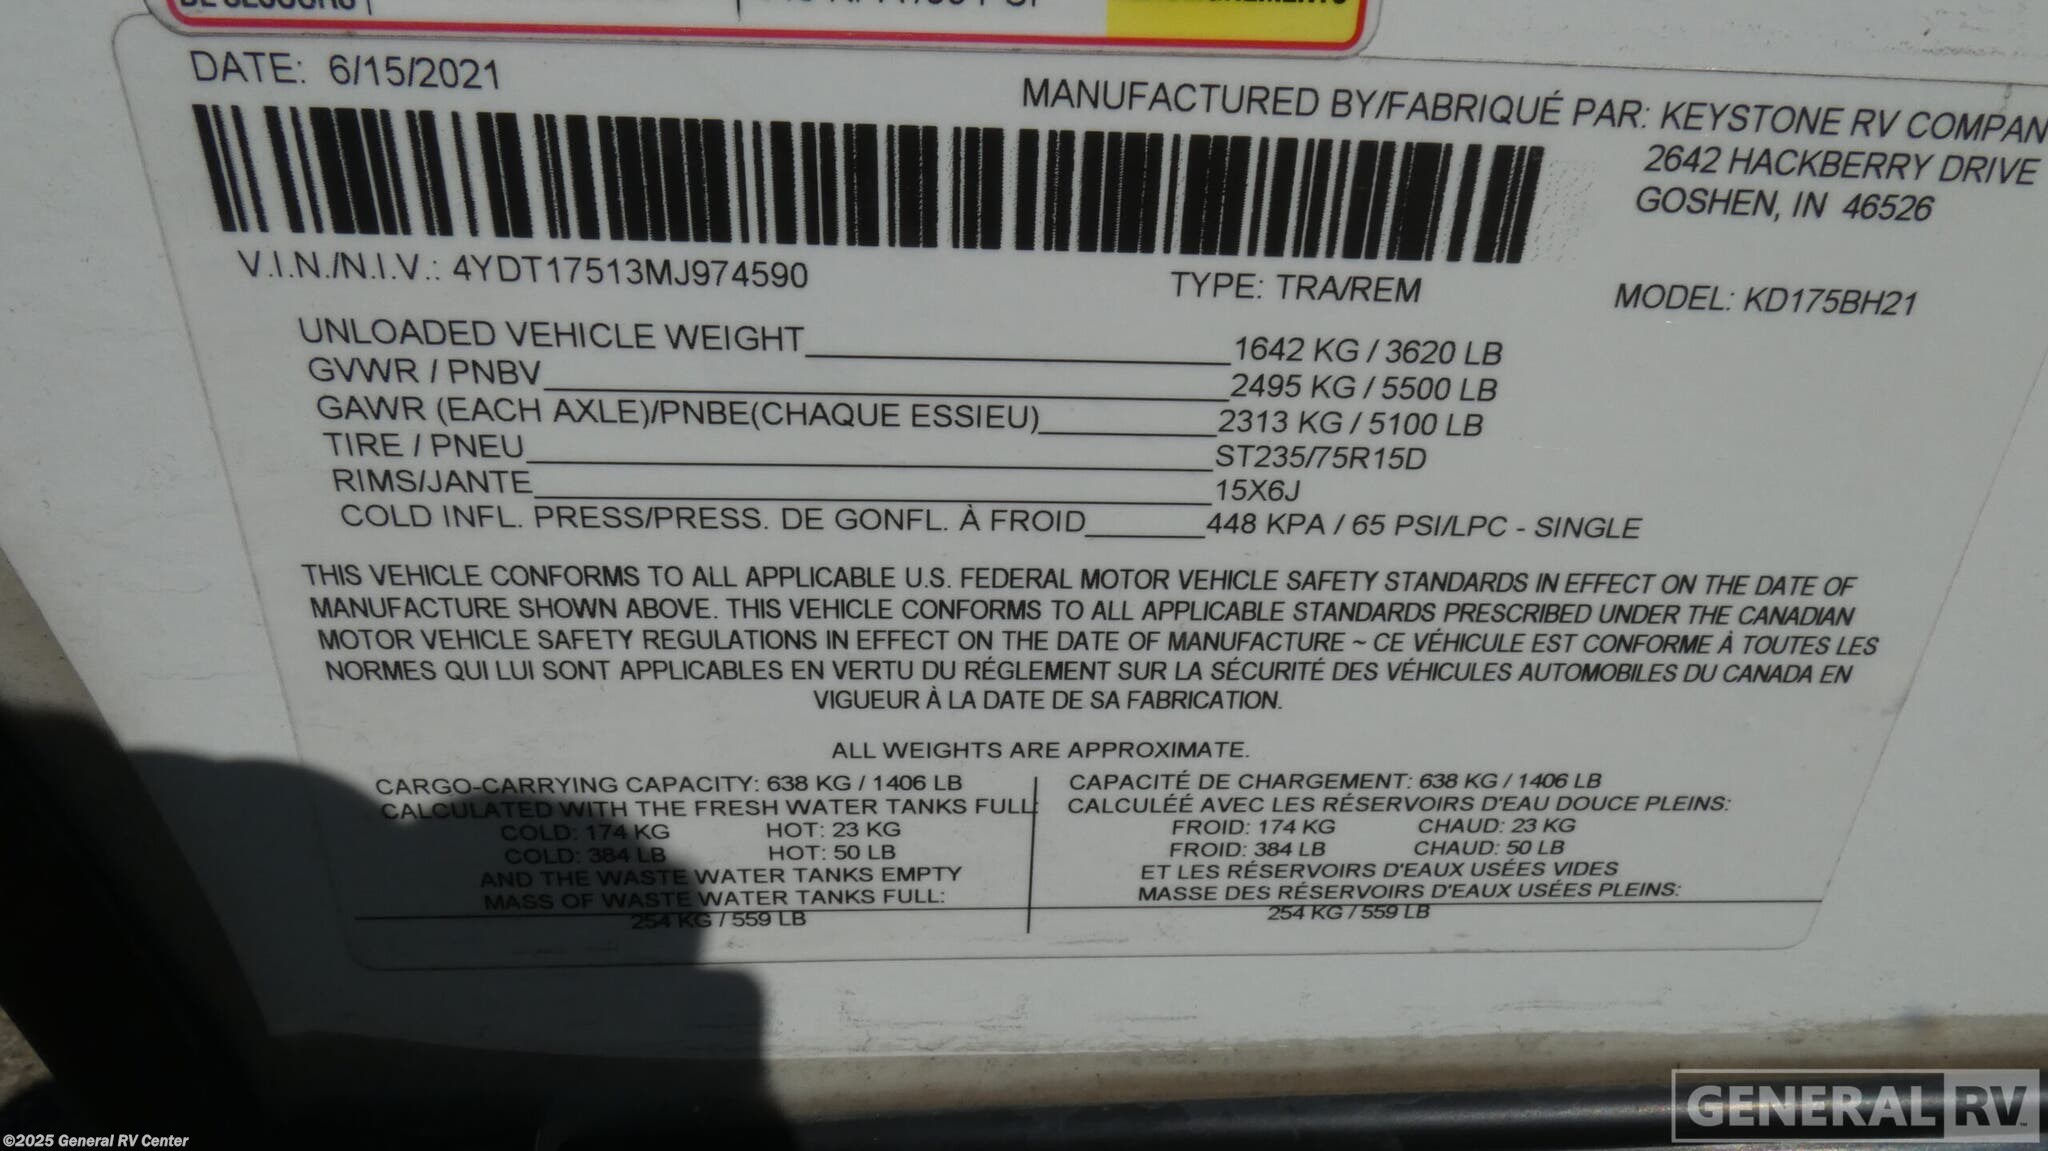 DE SECOURS
DATE: 6/15/2021
MANUFACTURED BY/FABRIQUÉ PAR: KEYSTONE RV COMPAN
2642 HACKBERRY DRIVE
GOSHEN, IN 46526
V.I.N./N.I.V.: 4YDT17513MJ974590
TYPE: TRA/REM
MODEL: KD175BH21
UNLOADED VEHICLE WEIGHT 1642 KG / 3620 LB
GVWR / PNBV 2495 KG / 5500 LB
GAWR (EACH AXLE)/PNBE(CHAQUE ESSIEU) 2313 KG / 5100 LB
TIRE / PNEU ST235/75R15D
RIMS/JANTE 15X6J
COLD INFL. PRESS/PRESS. DE GONFL. À FROID 448 KPA / 65 PSI/LPC - SINGLE
THIS VEHICLE CONFORMS TO ALL APPLICABLE U.S. FEDERAL MOTOR VEHICLE SAFETY STANDARDS IN EFFECT ON THE DATE OF
MANUFACTURE SHOWN ABOVE. THIS VEHICLE CONFORMS TO ALL APPLICABLE STANDARDS PRESCRIBED UNDER THE CANADIAN
MOTOR VEHICLE SAFETY REGULATIONS IN EFFECT ON THE DATE OF MANUFACTURE ~ CE VÉHICULE EST CONFORME À TOUTES LES
NORMES QUI LUI SONT APPLICABLES EN VERTU DU RÉGLEMENT SUR LA SÉCURITÉ DES VÉHICULES AUTOMOBILES DU CANADA EN
VIGUEUR À LA DATE DE SA FABRICATION.
ALL WEIGHTS ARE APPROXIMATE.
CARGO-CARRYING CAPACITY: 638 KG / 1406 LB
CALCULATED WITH THE FRESH WATER TANKS FULL:
COLD: 174 KG HOT: 23 KG
COLD: 384 LB HOT: 50 LB
AND THE WASTE WATER TANKS EMPTY
MASS OF WASTE WATER TANKS FULL:
254 KG / 559 LB
CAPACITÉ DE CHARGEMENT: 638 KG / 1406 LB
CALCULÉÉ AVEC LES RÉSERVOIRS D'EAU DOUCE PLEINS:
FROID: 174 KG CHAUD: 23 KG
FROID: 384 LB CHAUD: 50 LB
ET LES RÉSERVOIRS D'EAUX USÉES VIDES
MASSE DES RÉSERVOIRS D'EAUX USÉES PLEINS:
254 KG / 559 LB
GENERAL RV
©2025 General RV Center